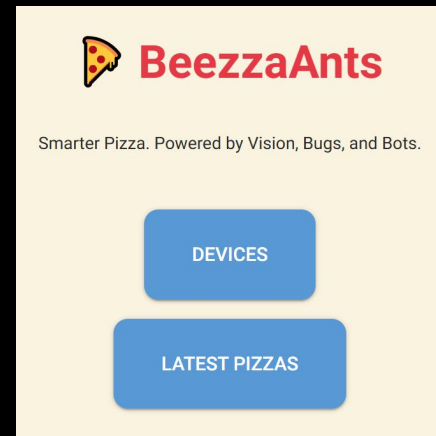 BeezzaAnts
Smarter Pizza. Powered by Vision, Bugs, and Bots.
DEVICES
LATEST PIZZAS